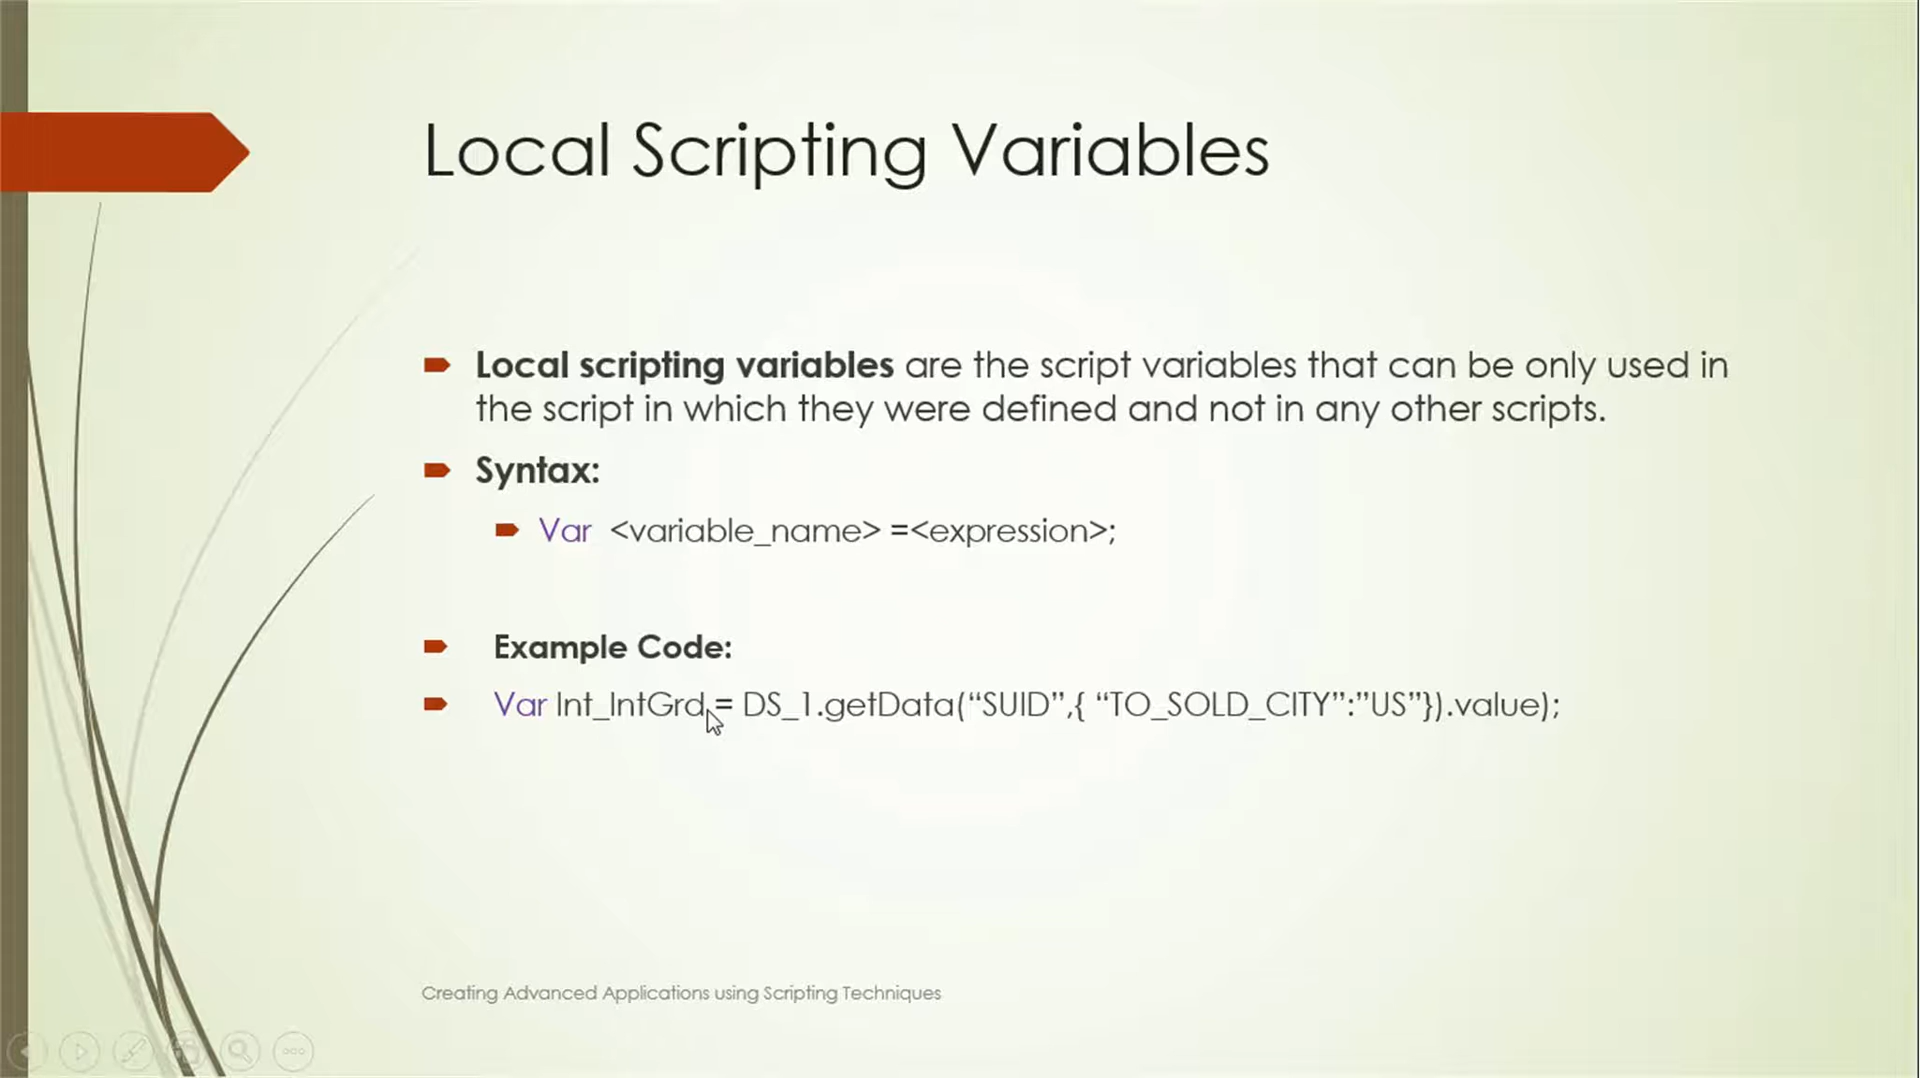 Local Scripting Variables
Local scripting variables are the script variables that can be only used in
the script in which they were defined and not in any other scripts.
Syntax:
Var  <variable_name> =<expression>;
Example Code:
Var Int_IntGrd = DS_1.getData(“SUID”,{ “TO_SOLD_CITY”:”US”}).value);
Creating Advanced Applications using Scripting Techniques